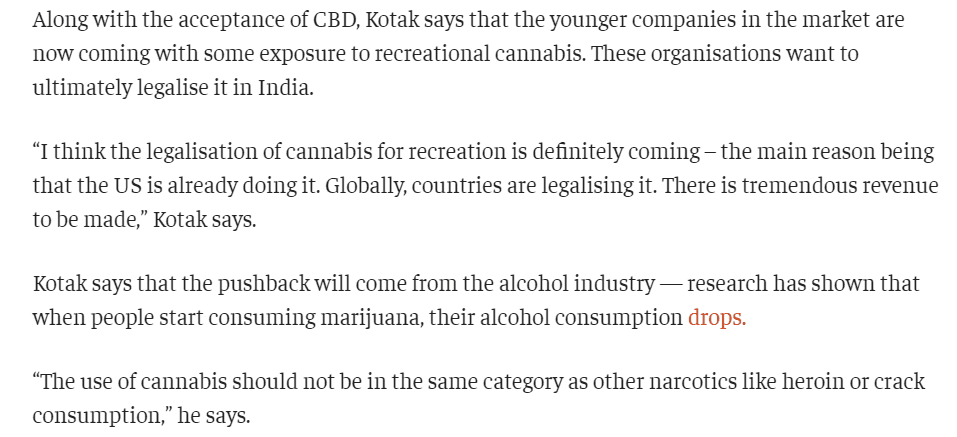 Along with the acceptance of CBD, Kotak says that the younger companies in the market are
now coming with some exposure to recreational cannabis. These organisations want to
ultimately legalise it in India.
“I think the legalisation of cannabis for recreation is definitely coming – the main reason being
that the US is already doing it. Globally, countries are legalising it. There is tremendous revenue
to be made,” Kotak says.
Kotak says that the pushback will come from the alcohol industry — research has shown that
when people start consuming marijuana, their alcohol consumption drops.
“The use of cannabis should not be in the same category as other narcotics like heroin or crack
consumption,” he says.